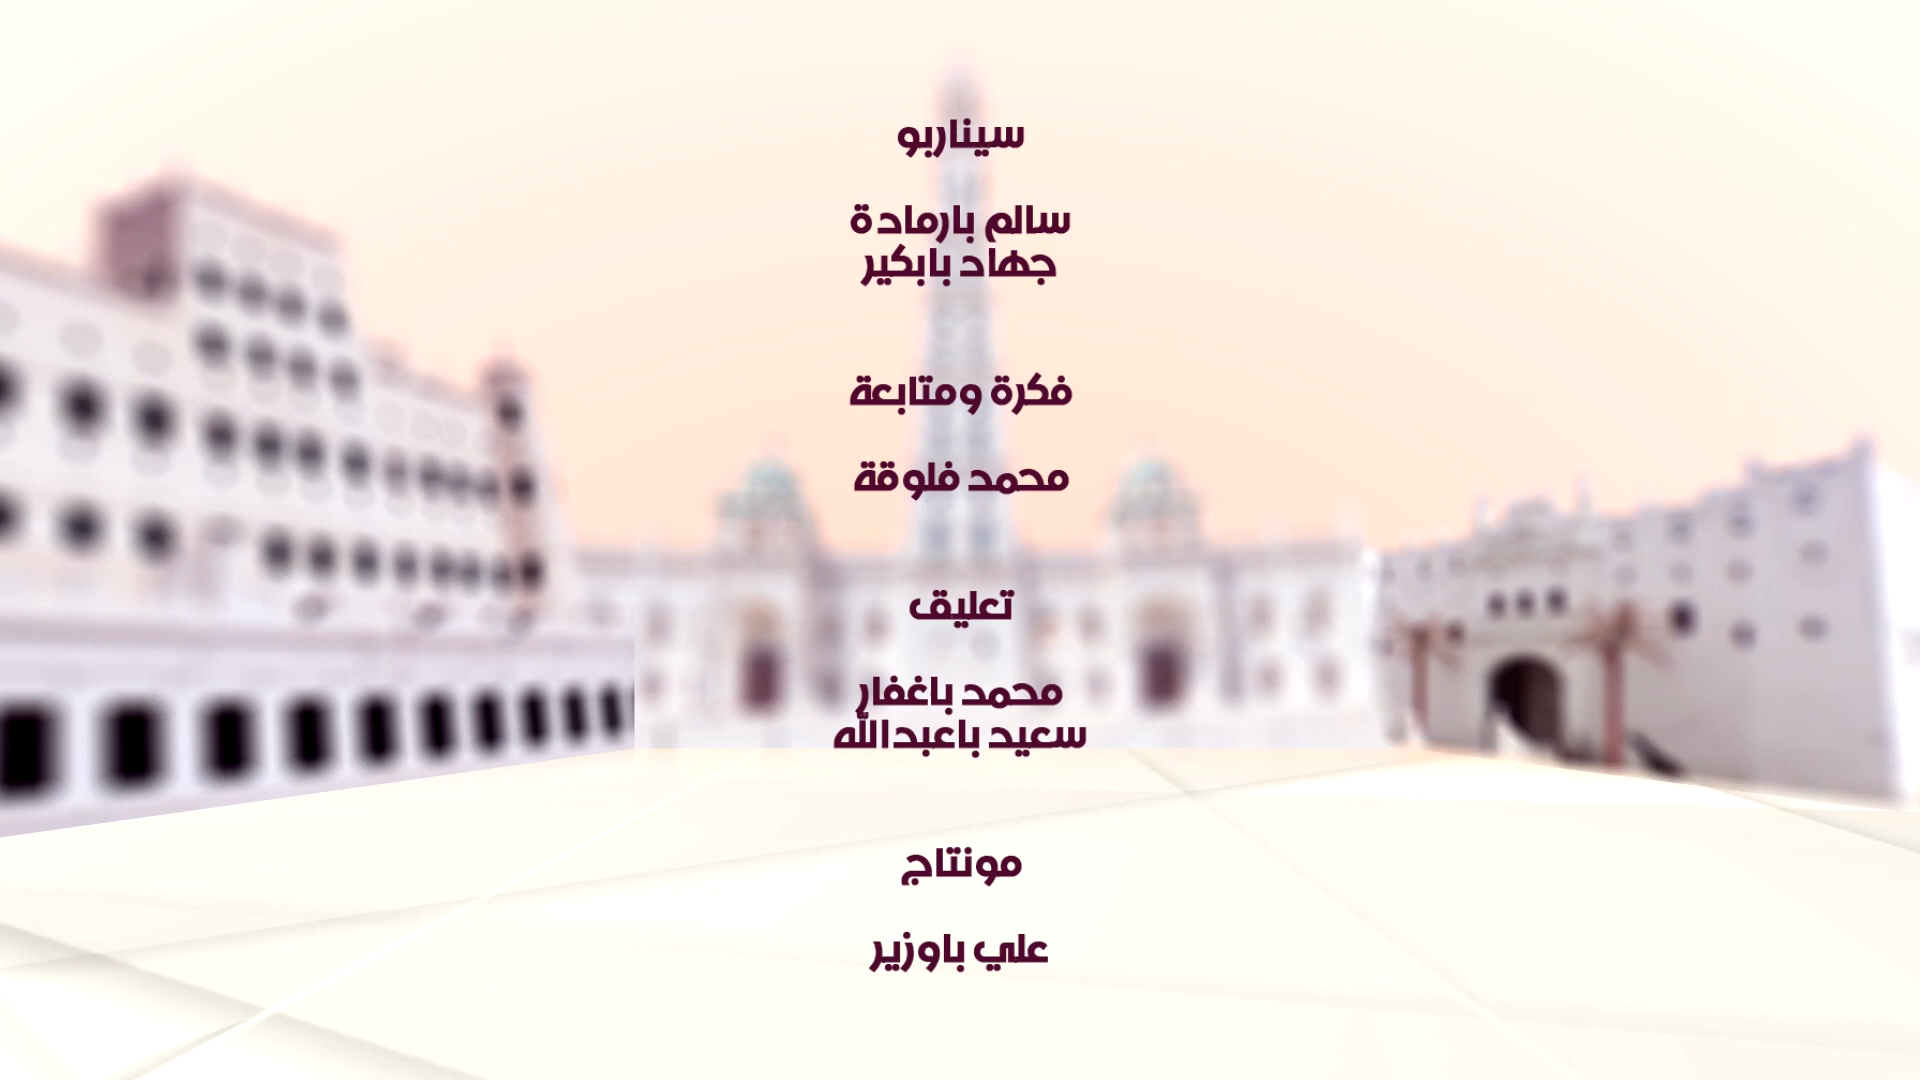 سيناريو
سالم بارمادة
جهاد بابكير
فكرة ومتابعة
محمد فلوقة
تعليق
محمد باغفار
سعيد باعبدالله
مونتاج
علي باوزير